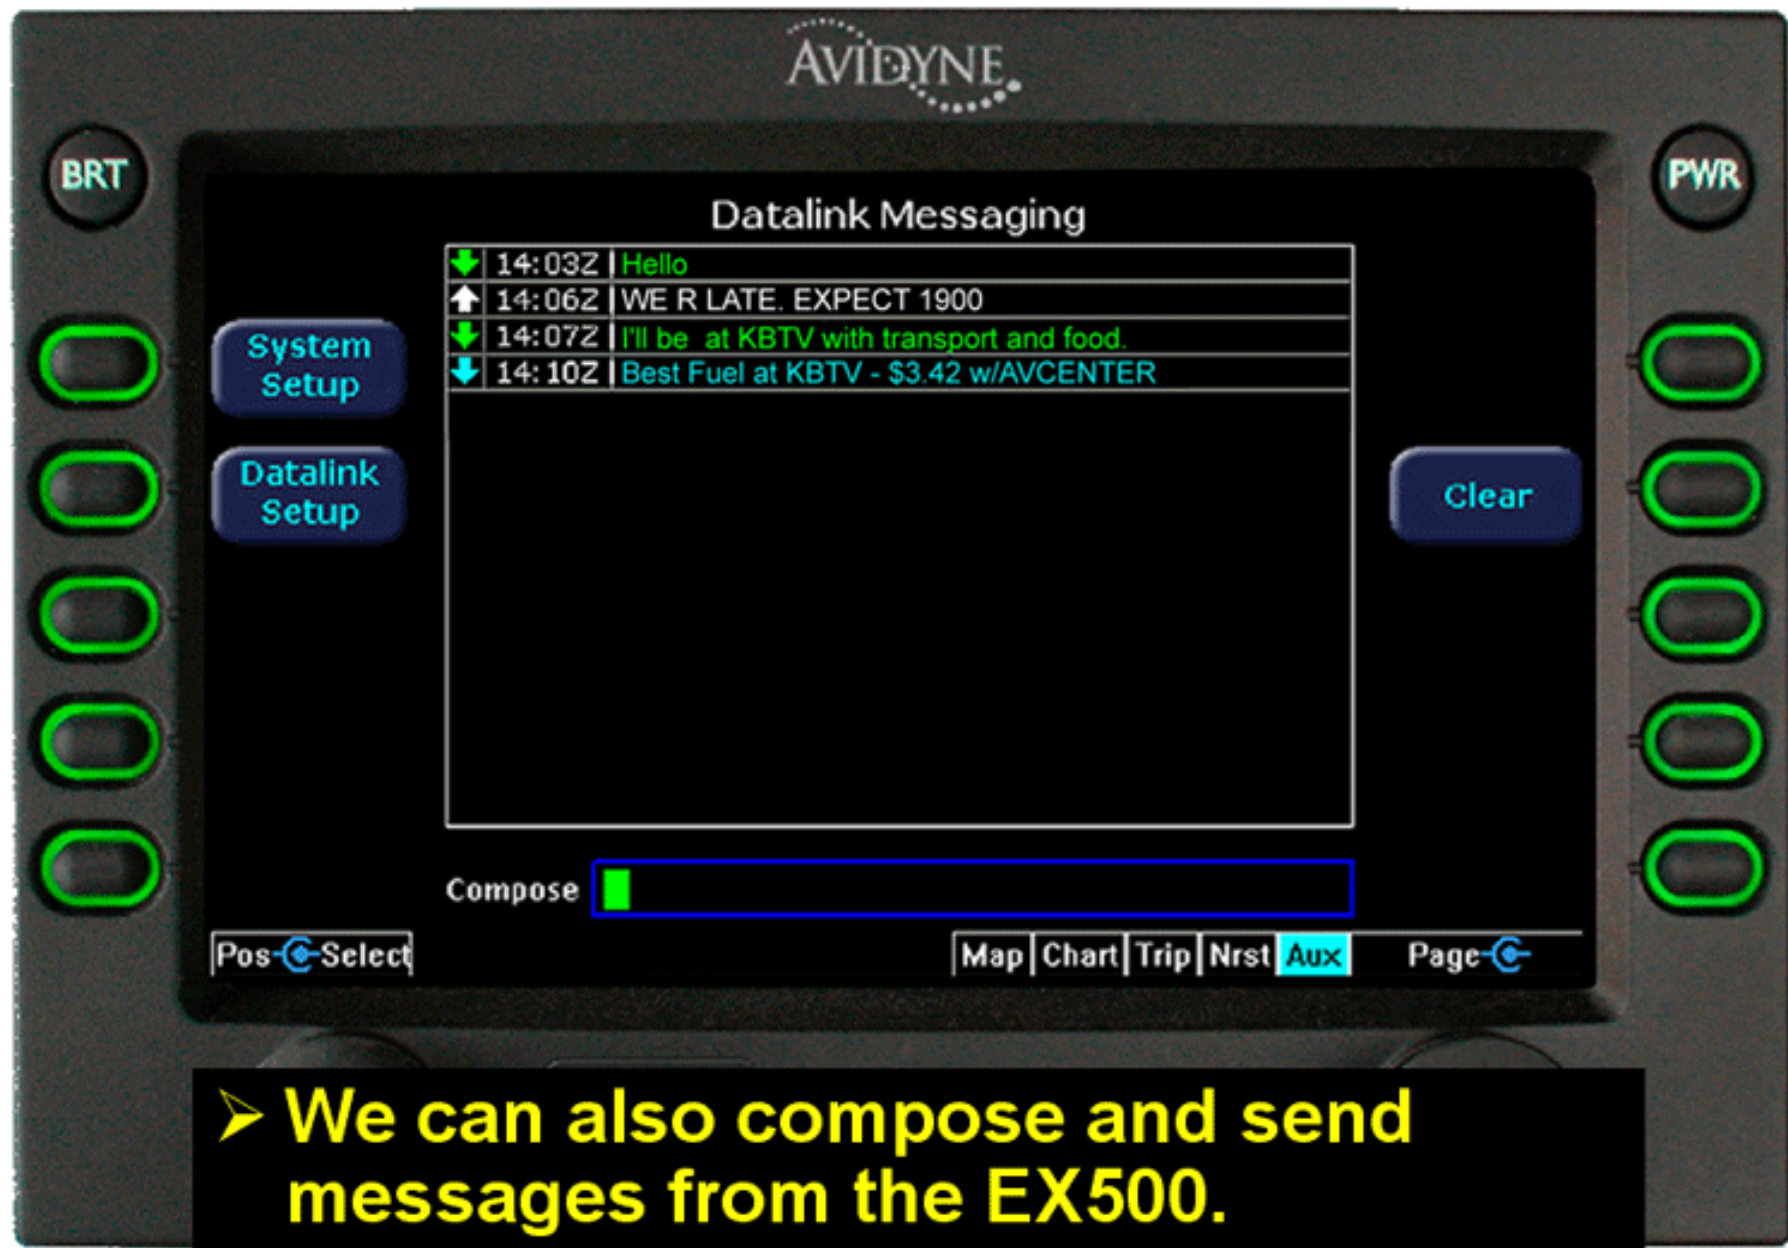 AVIDYNE
BRT
PWR
Datalink Messaging
14:03Z Hello
14:06Z WE R LATE. EXPECT 1900
14:07Z I'll be at KBTV with transport and food.
14:10Z Best Fuel at KBTV - $3.42 w/AVCENTER
System
Setup
Datalink
Setup
Clear
Compose
Pos Select
Map Chart Trip Nrst Aux
Page
➢ We can also compose and send
messages from the EX500.